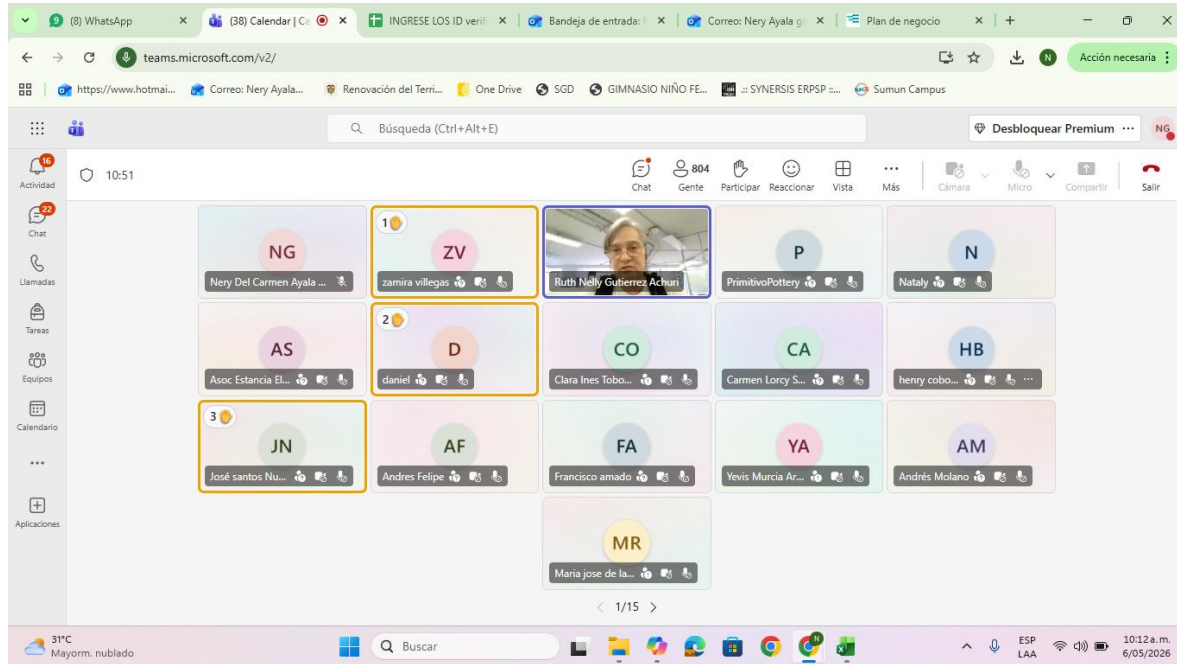 (8) WhatsApp
(38) Calendar | Ca
INGRESE LOS ID verifi
Bandeja de entrada:
Correo: Nery Ayala g
Plan de negocio
teams.microsoft.com/v2/
N
Acción necesaria
https://www.hotmai...
Correo: Nery Ayala...
Renovación del Terri...
One Drive
SGD
GIMNASIO NIÑO FE...
.:: SYNERSIS ERPSP ::...
Sumun Campus
Búsqueda (Ctrl+Alt+E)
Desbloquear Premium
NG
16
Actividad
10:51
804
Chat
Gente
Participar
Reaccionar
Vista
Más
Cámara
Micro
Compartir
Salir
22
Chat
Llamadas
Tareas
Equipos
Calendario
Aplicaciones
NG
Nery Del Carmen Ayala ...
1
ZV
zamira villegas
Ruth Nelly Gutierrez Achuri
P
PrimitivoPottery
N
Nataly
AS
Asoc Estancia El...
2
D
daniel
CO
Clara Ines Tobo...
CA
Carmen Lorcy S...
HB
henry cobo...
3
JN
José santos Nu...
AF
Andres Felipe
FA
Francisco amado
YA
Yevis Murcia Ar...
AM
Andrés Molano
MR
Maria jose de la...
1/15
31°C
Mayorm. nublado
Buscar
ESP
LAA
10:12 a. m.
6/05/2026